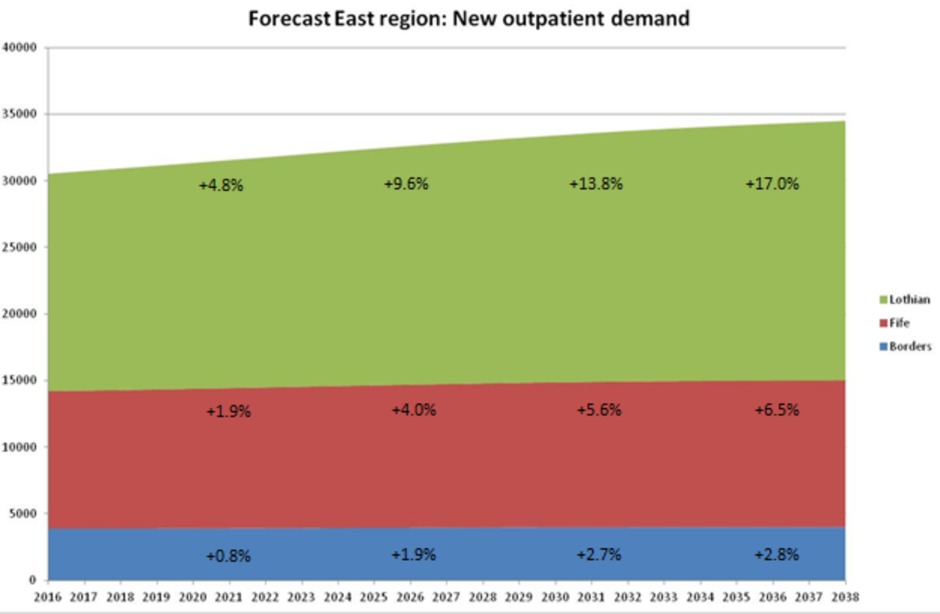 Forecast East region: New outpatient demand
40000
35000
30000
25000
20000
15000
10000
5000
0
+4.8% +9.6% +13.8% +17.0%
+1.9% +4.0% +5.6% +6.5%
+0.8% +1.9% +2.7% +2.8%
2016 2017 2018 2019 2020 2021 2022 2023 2024 2025 2026 2027 2028 2029 2030 2031 2032 2033 2034 2035 2036 2037 2038
Lothian
Fife
Borders